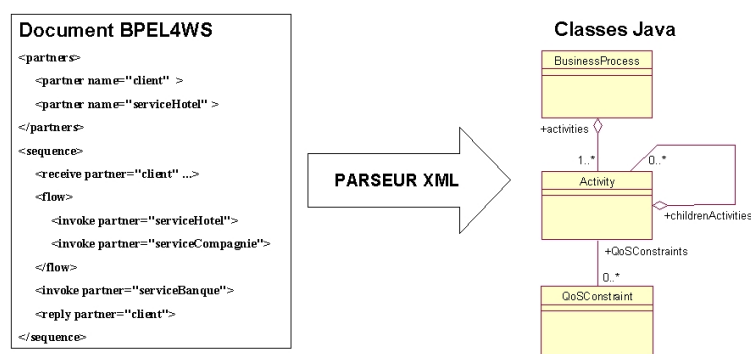 Document BPEL4WS
<partners>
<partner name="client" >
<partner name="serviceHotel" >
</partners>
<sequence>
<receive partner="client" ...>
<flow>
<invoke partner="serviceHotel">
<invoke partner="serviceCompagnie">
</flow>
<invoke partner="serviceBanque">
<reply partner="client">
</sequence>
PARSEUR XML
Classes Java
BusinessProcess
+activities
1..*
0..*
Activity
+childrenActivities
+QoSConstraints
0..*
QoSConstraint